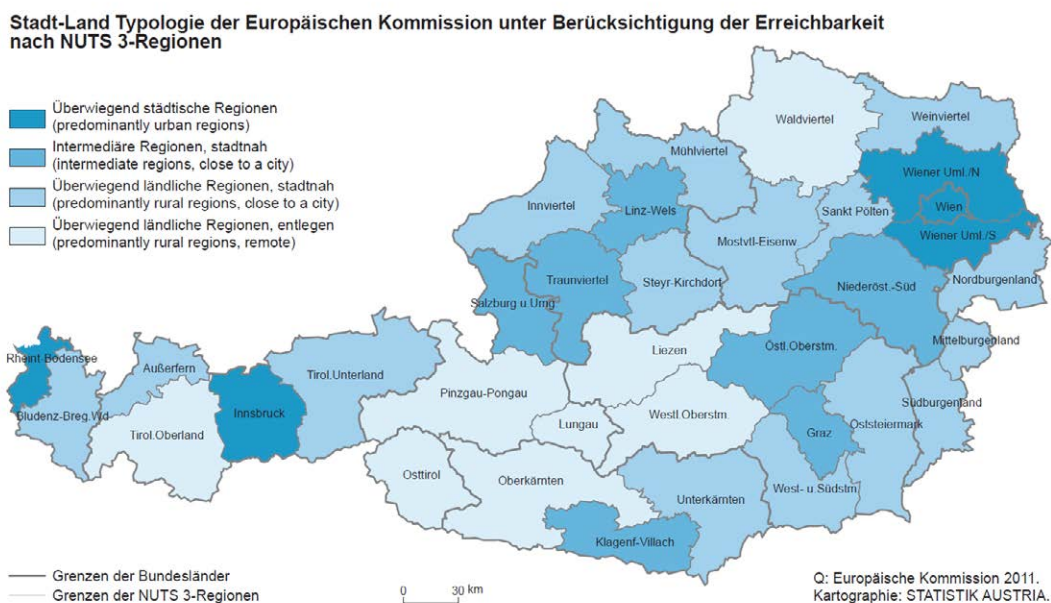 Stadt-Land Typologie der Europäischen Kommission unter Berücksichtigung der Erreichbarkeit
nach NUTS 3-Regionen
Überwiegend städtische Regionen
(predominantly urban regions)
Intermediäre Regionen, stadtnah
(intermediate regions, close to a city)
Überwiegend ländliche Regionen, stadtnah
(predominantly rural regions, close to a city)
Überwiegend ländliche Regionen, entlegen
(predominantly rural regions, remote)
Waldviertel
Weinviertel
Mühlviertel
Wiener Uml./N
Innviertel
Linz-Wels
Sankt Pölten
Wien
Wiener Uml./S
Mostvtl-Eisenw
Traunviertel
Steyr-Kirchdorf
Niederöst.-Süd
Nordburgenland
Salzburg u Umg
Mittelburgenland
Liezen
Östl.Oberstm.
Rheint-Bodensee
Außerfern
Tirol.Unterland
Pinzgau-Pongau
Südburgenland
Bludenz-Breg.Wd
Innsbruck
Westl.Oberstm.
Lungau
Graz
Oststeiermark
Tirol.Oberland
Osttirol
Oberkärnten
Unterkärnten
West- u.Südstm
Klagenf-Villach
Grenzen der Bundesländer
Grenzen der NUTS 3-Regionen
0 30 km
Q: Europäische Kommission 2011.
Kartographie: STATISTIK AUSTRIA.